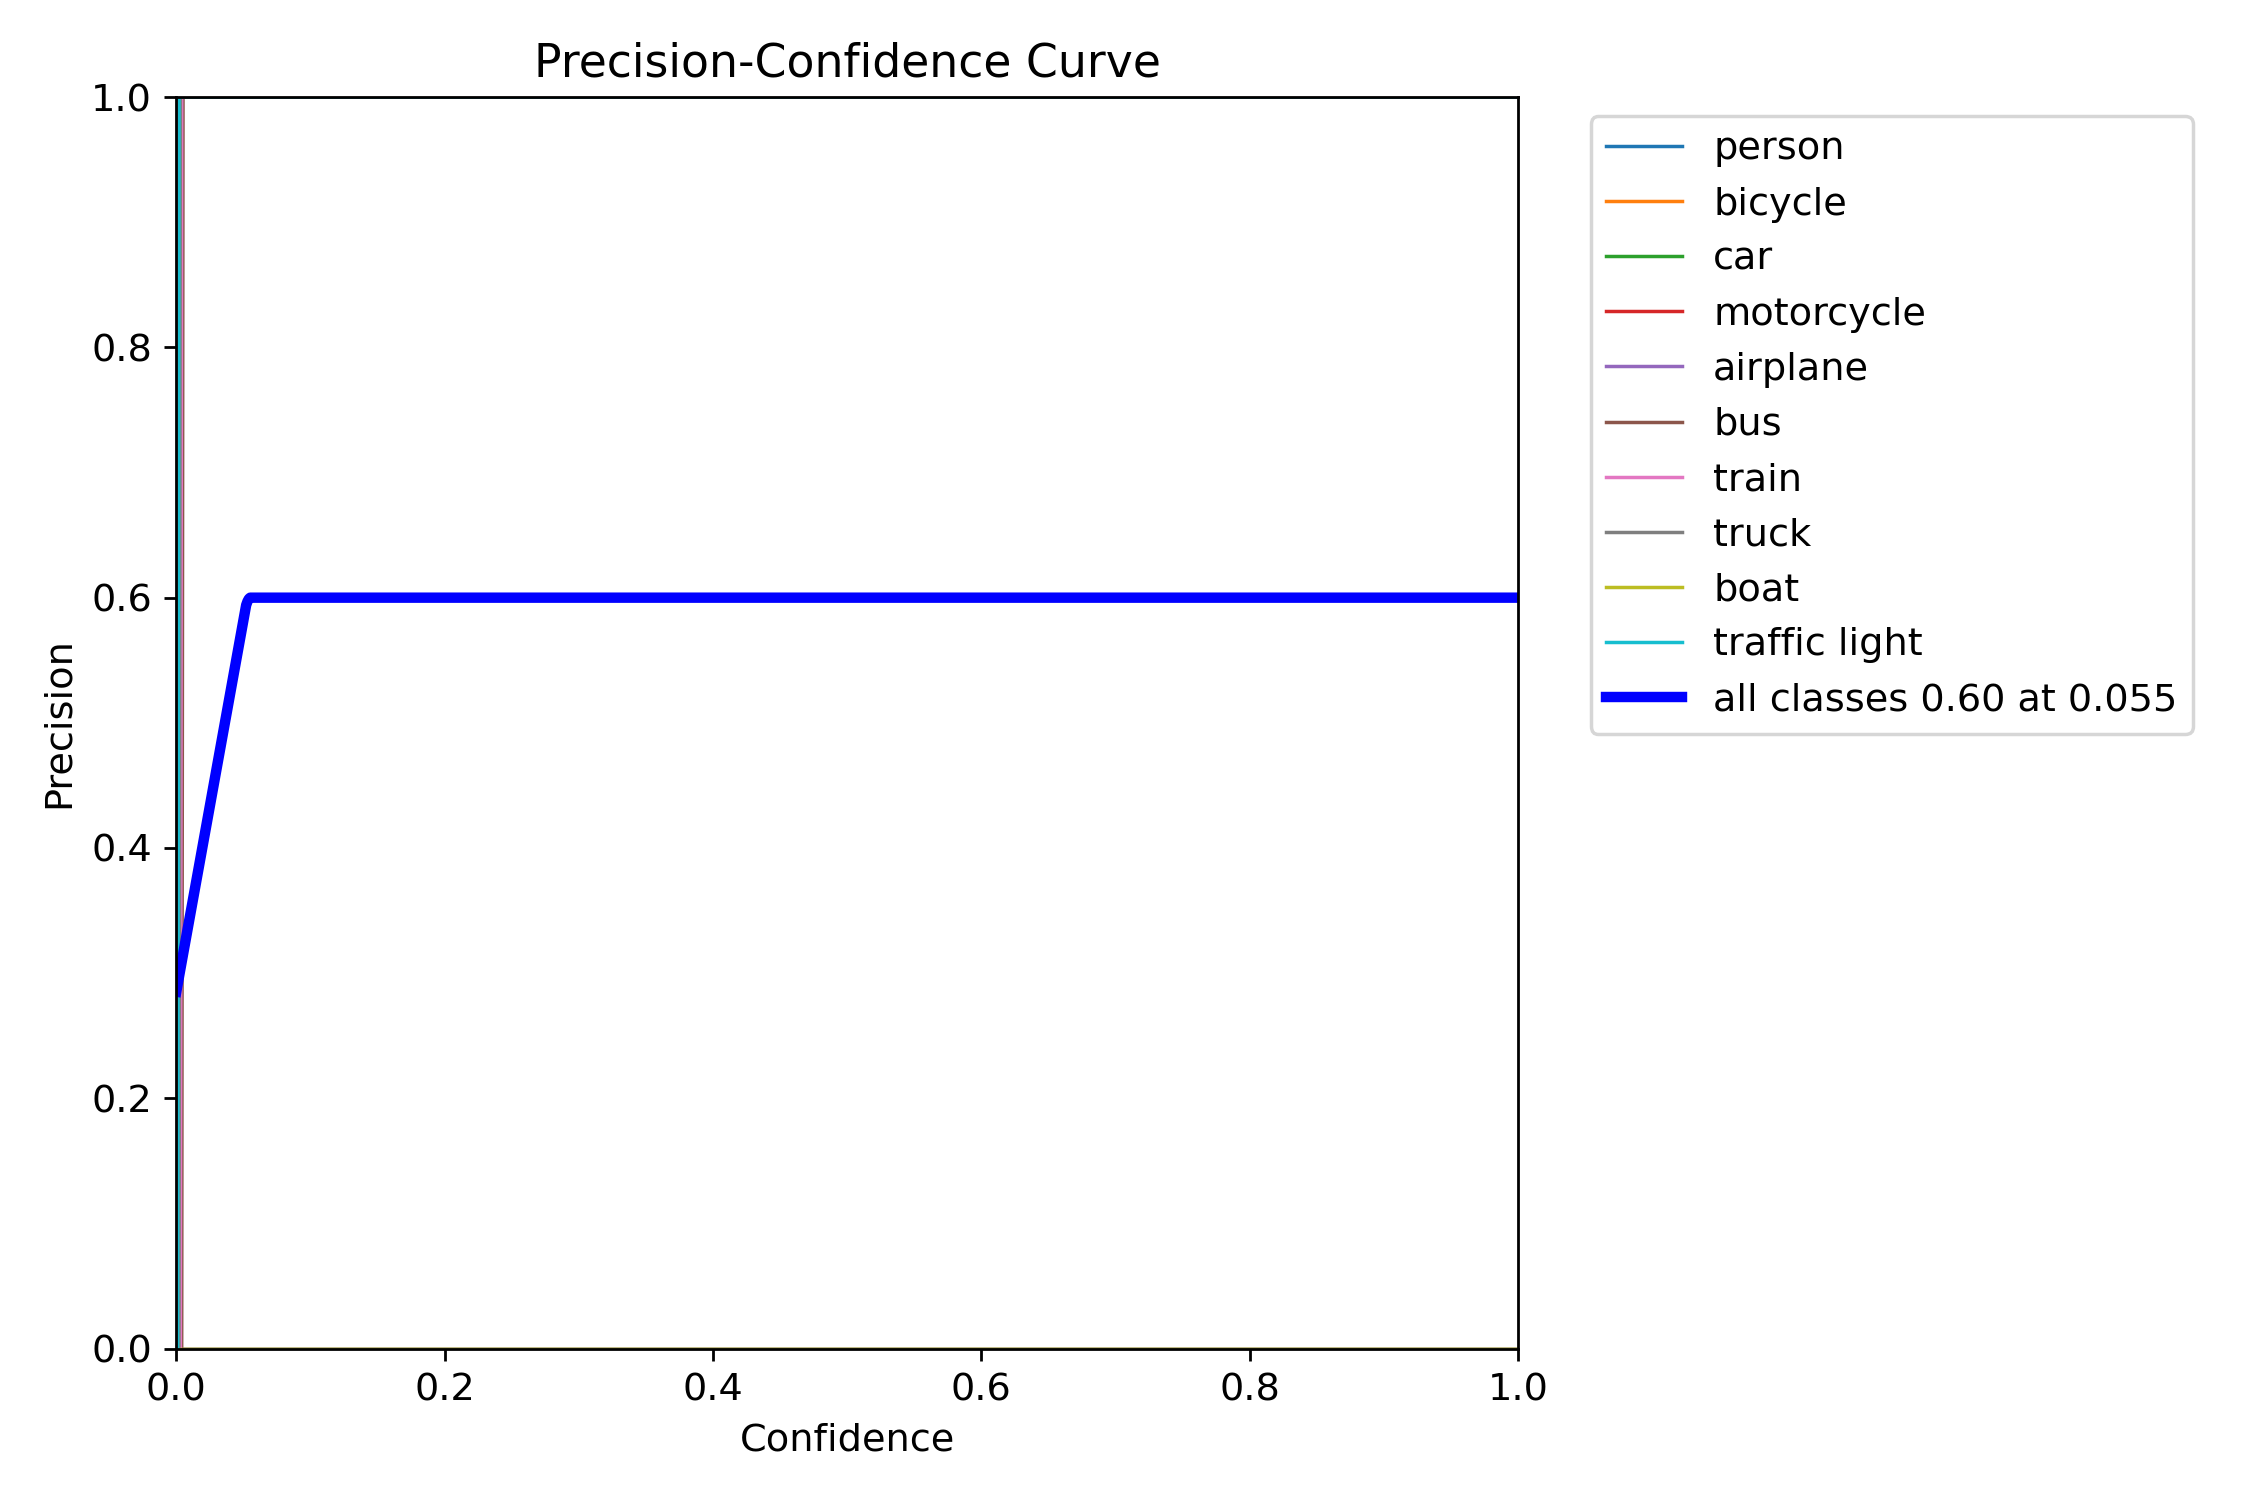 Precision-Confidence Curve
1.0
0.8
0.6
0.4
0.2
0.0
Precision
0.0 0.2 0.4 0.6 0.8 1.0
Confidence
person
bicycle
car
motorcycle
airplane
bus
train
truck
boat
traffic light
all classes 0.60 at 0.055